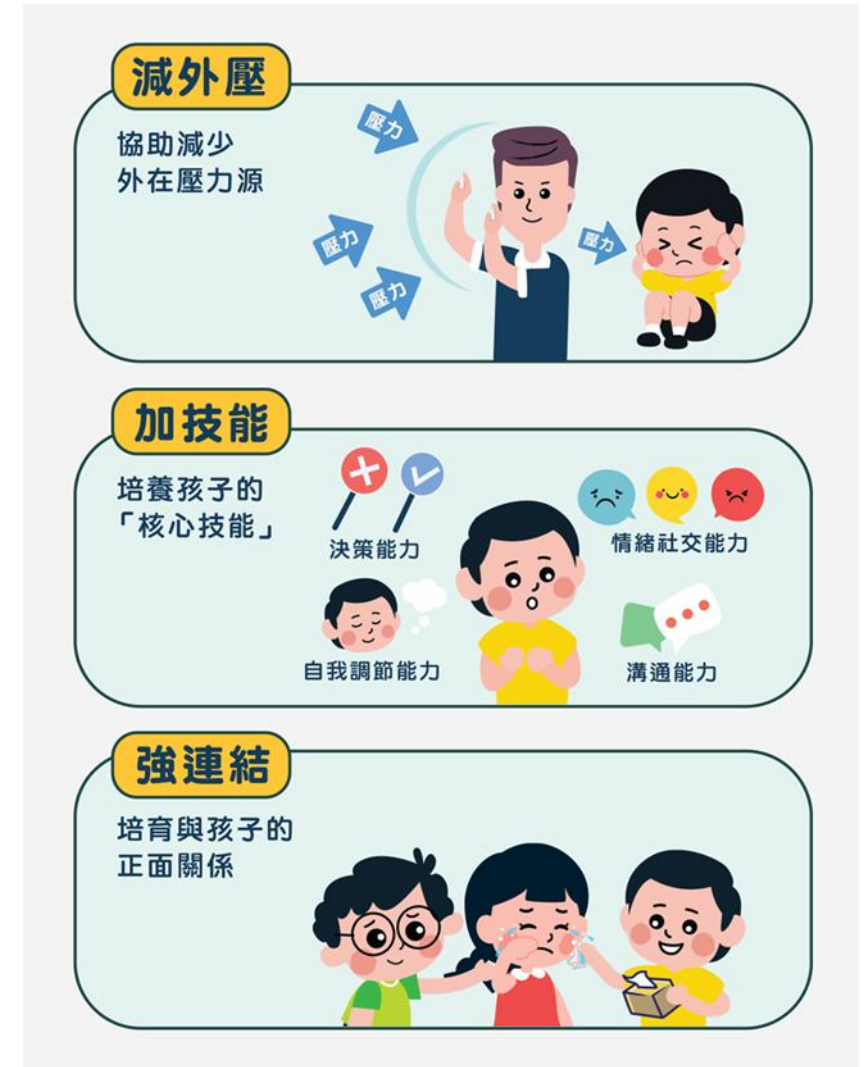 減外壓
協助減少
外在壓力源
壓力
壓力
壓力
壓力
加技能
培養孩子的
「核心技能」
決策能力
情緒社交能力
自我調節能力
溝通能力
強連結
培育與孩子的
正面關係